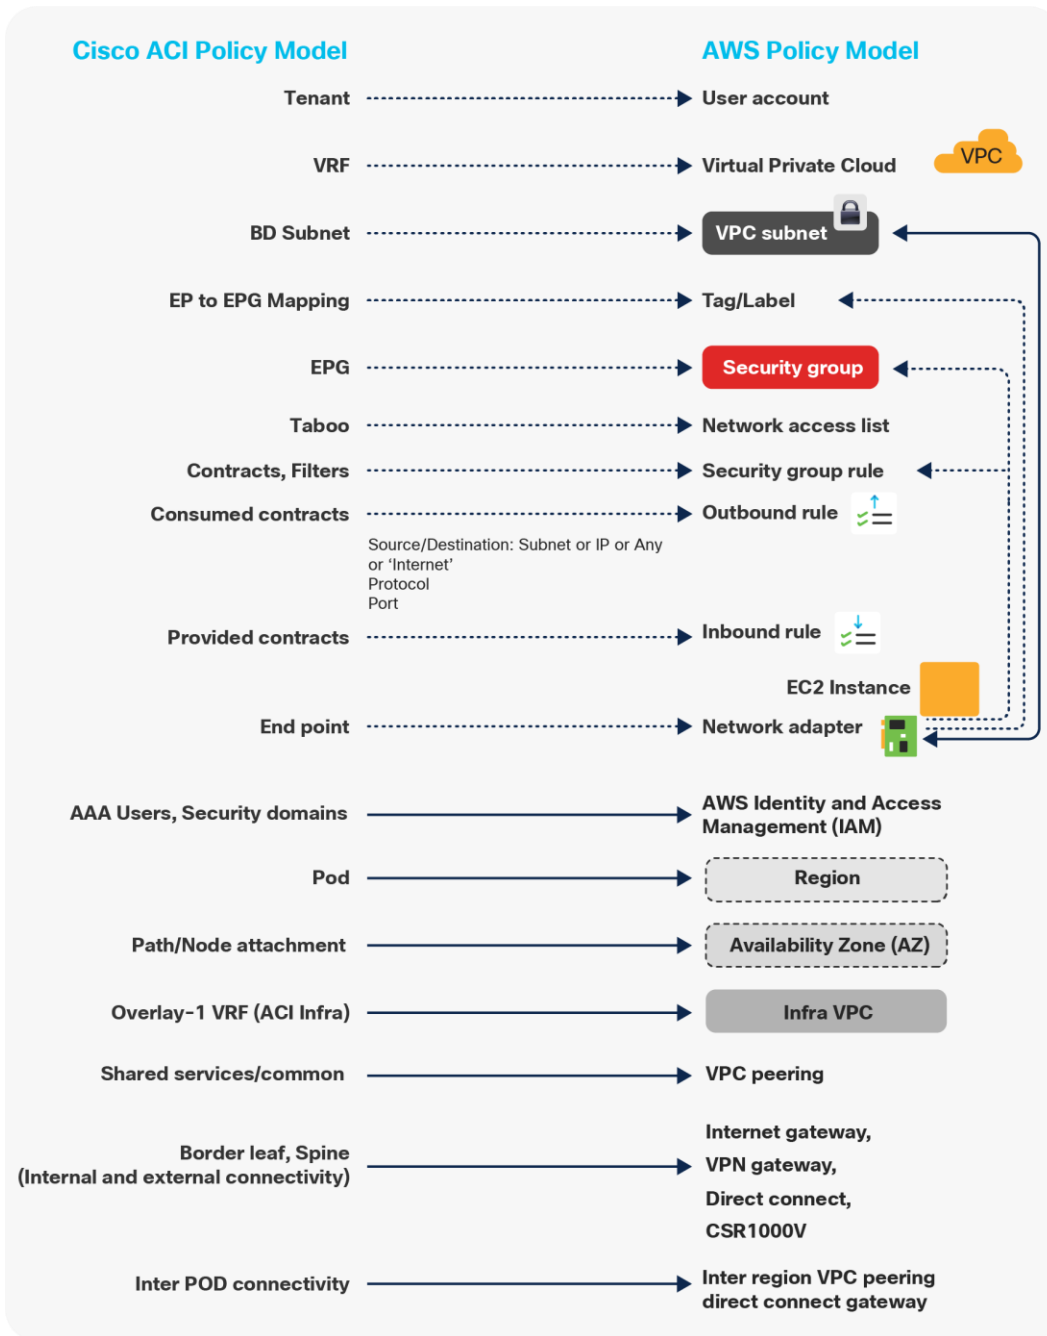 Cisco ACI Policy Model
AWS Policy Model
Tenant
User account
VRF
Virtual Private Cloud
VPC
BD Subnet
VPC subnet
EP to EPG Mapping
Tag/Label
EPG
Security group
Taboo
Network access list
Contracts, Filters
Security group rule
Consumed contracts
Outbound rule
Source/Destination: Subnet or IP or Any
or ‘Internet’
Protocol
Port
Provided contracts
Inbound rule
EC2 Instance
End point
Network adapter
AAA Users, Security domains
AWS Identity and Access
Management (IAM)
Pod
Region
Path/Node attachment
Availability Zone (AZ)
Overlay-1 VRF (ACI Infra)
Infra VPC
Shared services/common
VPC peering
Border leaf, Spine
(Internal and external connectivity)
Internet gateway,
VPN gateway,
Direct connect,
CSR1000V
Inter POD connectivity
Inter region VPC peering
direct connect gateway